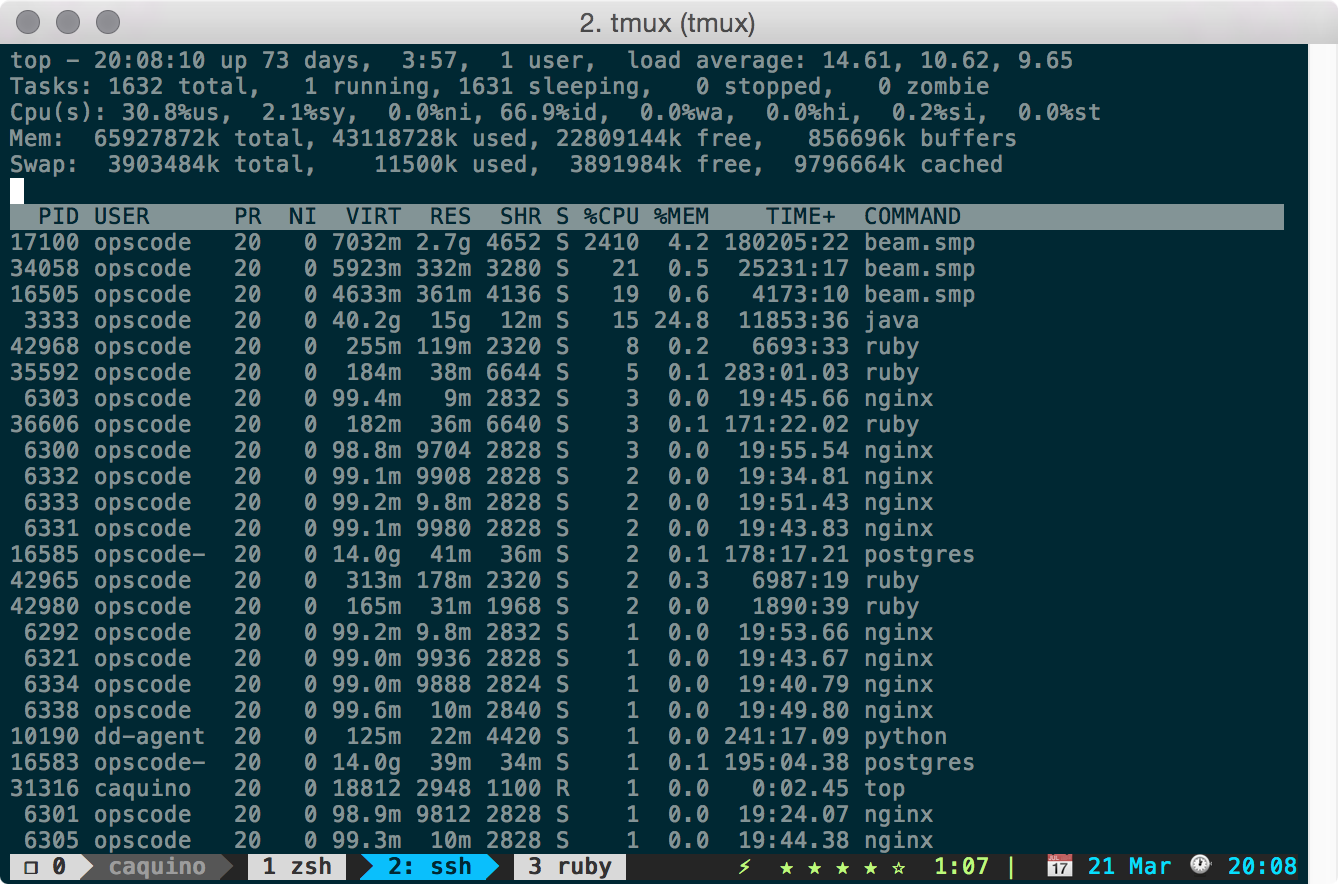 2. tmux (tmux)
top - 20:08:10 up 73 days,  3:57,  1 user,  load average: 14.61, 10.62, 9.65
Tasks: 1632 total,   1 running, 1631 sleeping,   0 stopped,   0 zombie
Cpu(s): 30.8%us,  2.1%sy,  0.0%ni, 66.9%id,  0.0%wa,  0.0%hi,  0.2%si,  0.0%st
Mem:  65927872k total, 43118728k used, 22809144k free,   856696k buffers
Swap:  3903484k total,    11500k used,  3891984k free,  9796664k cached
  PID USER      PR  NI  VIRT  RES  SHR S %CPU %MEM    TIME+  COMMAND
17100 opscode   20   0 7032m 2.7g 4652 S 2410  4.2 180205:22 beam.smp
34058 opscode   20   0 5923m 332m 3280 S   21  0.5  25231:17 beam.smp
16505 opscode   20   0 4633m 361m 4136 S   19  0.6   4173:10 beam.smp
 3333 opscode   20   0 40.2g  15g  12m S   15 24.8  11853:36 java
42968 opscode   20   0  255m 119m 2320 S    8  0.2   6693:33 ruby
35592 opscode   20   0  184m  38m 6644 S    5  0.1 283:01.03 ruby
 6303 opscode   20   0 99.4m   9m 2832 S    3  0.0  19:45.66 nginx
36606 opscode   20   0  182m  36m 6640 S    3  0.1 171:22.02 ruby
 6300 opscode   20   0 98.8m 9704 2828 S    3  0.0  19:55.54 nginx
 6332 opscode   20   0 99.1m 9908 2828 S    2  0.0  19:34.81 nginx
 6333 opscode   20   0 99.2m 9.8m 2828 S    2  0.0  19:51.43 nginx
 6331 opscode   20   0 99.1m 9980 2828 S    2  0.0  19:43.83 nginx
16585 opscode-  20   0 14.0g  41m  36m S    2  0.1 178:17.21 postgres
42965 opscode   20   0  313m 178m 2320 S    2  0.3   6987:19 ruby
42980 opscode   20   0  165m  31m 1968 S    2  0.0   1890:39 ruby
 6292 opscode   20   0 99.2m 9.8m 2832 S    1  0.0  19:53.66 nginx
 6321 opscode   20   0 99.0m 9936 2828 S    1  0.0  19:43.67 nginx
 6334 opscode   20   0 99.0m 9888 2824 S    1  0.0  19:40.79 nginx
 6338 opscode   20   0 99.6m  10m 2840 S    1  0.0  19:49.80 nginx
10190 dd-agent  20   0  125m  22m 4420 S    1  0.0 241:17.09 python
16583 opscode-  20   0 14.0g  39m  34m S    1  0.1 195:04.38 postgres
31316 caquino   20   0 18812 2948 1100 R    1  0.0   0:02.45 top
 6301 opscode   20   0 98.9m 9812 2828 S    1  0.0  19:24.07 nginx
 6305 opscode   20   0 99.3m  10m 2828 S    1  0.0  19:44.38 nginx
❐ 0 caquino 1 zsh 2: ssh 3 ruby ⚡ ★ ★ ★ ★ ☆ 1:07 | 📅 21 Mar 🕐 20:08